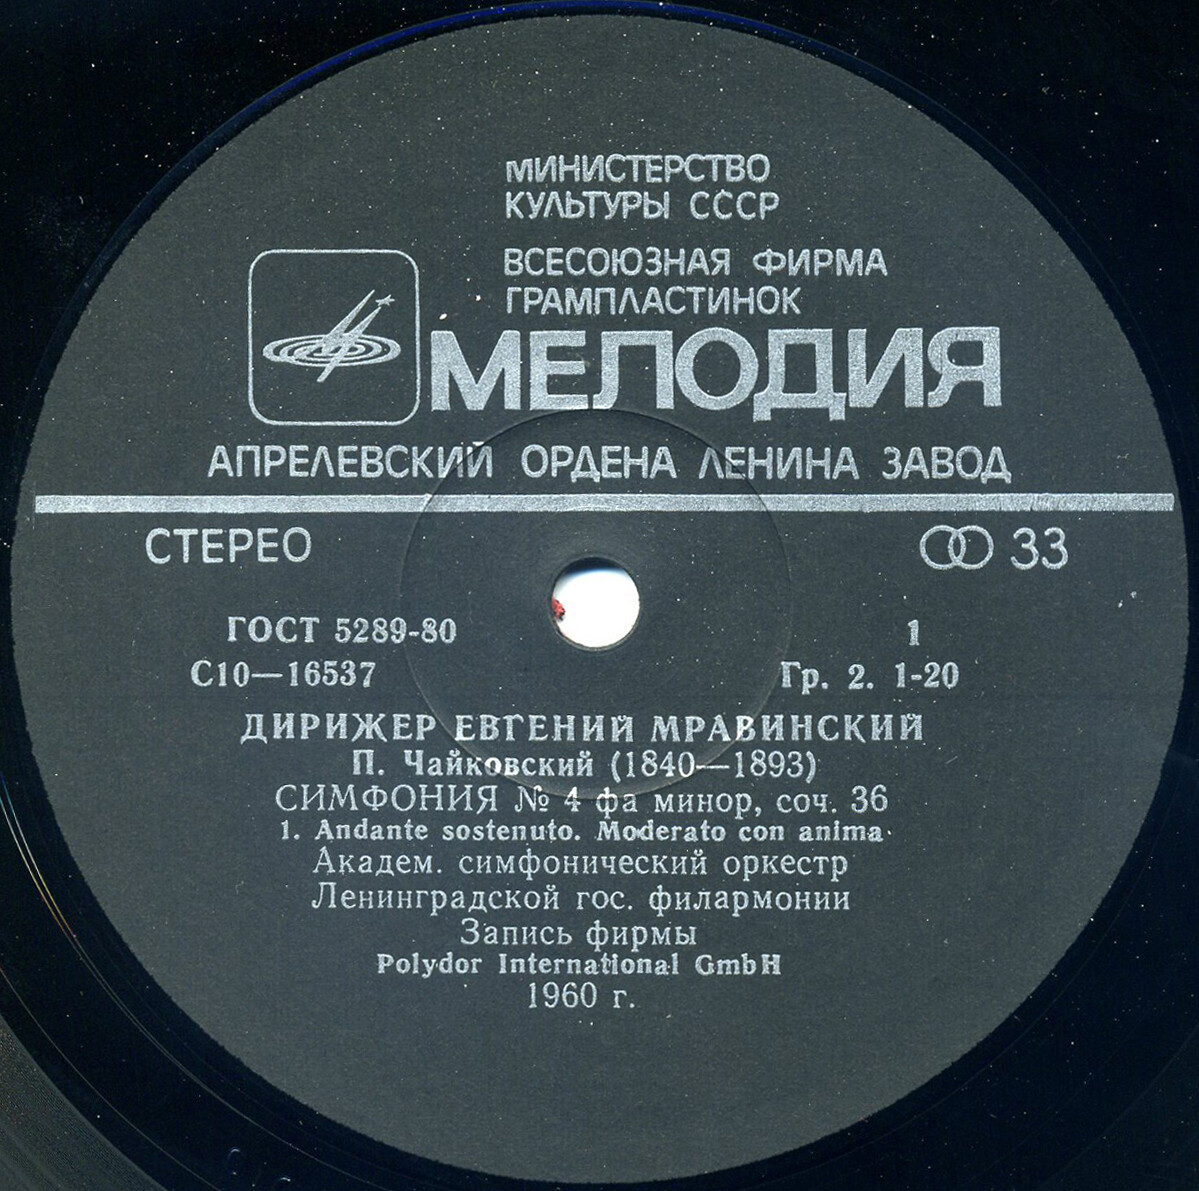 МИНИСТЕРСТВО
КУЛЬТУРЫ СССР
ВСЕСОЮЗНАЯ ФИРМА
ГРАМПЛАСТИНОК
МЕЛОДИЯ
АПРЕЛЕВСКИЙ ОРДЕНА ЛЕНИНА ЗАВОД
СТЕРЕО 33
ГОСТ 5289-80 1
С10—16537 Гр. 2. 1-20
ДИРИЖЕР ЕВГЕНИЙ МРАВИНСКИЙ
П. Чайковский (1840—1893)
СИМФОНИЯ № 4 фа минор, соч. 36
1. Andante sostenuto. Moderato con anima
Академ. симфонический оркестр
Ленинградской гос. филармонии
Запись фирмы
Polydor International GmbH
1960 г.